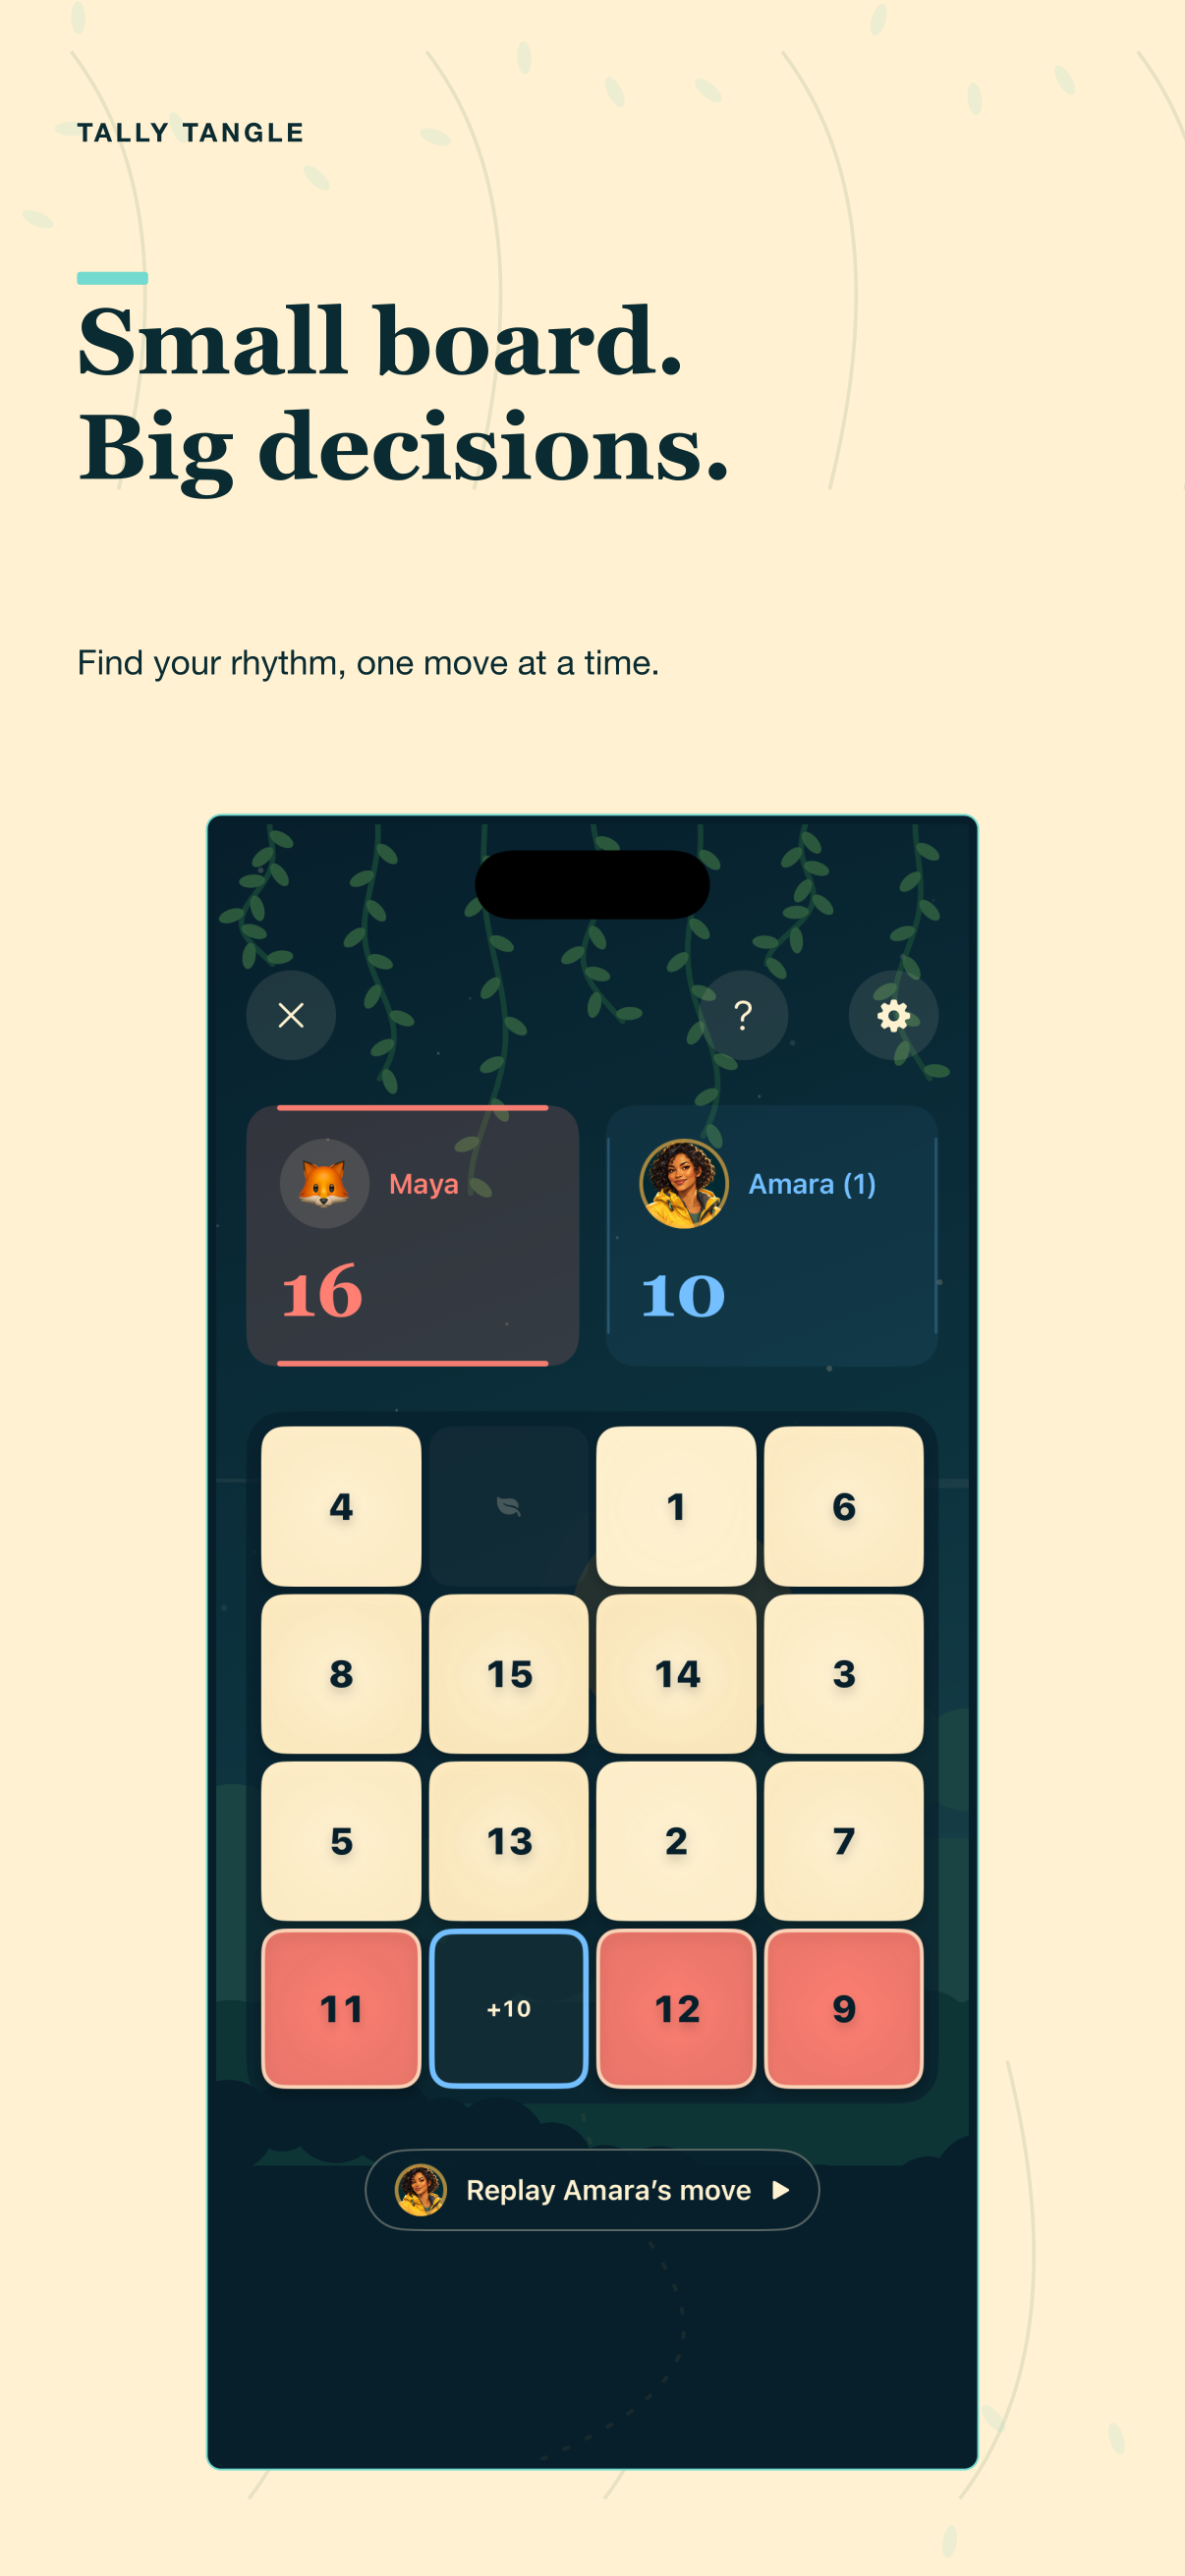 TALLY TANGLE
Small board.
Big decisions.
Find your rhythm, one move at a time.
?
Maya
Amara (1)
16
10
4 1 6
8 15 14 3
5 13 2 7
11 +10 12 9
Replay Amara’s move